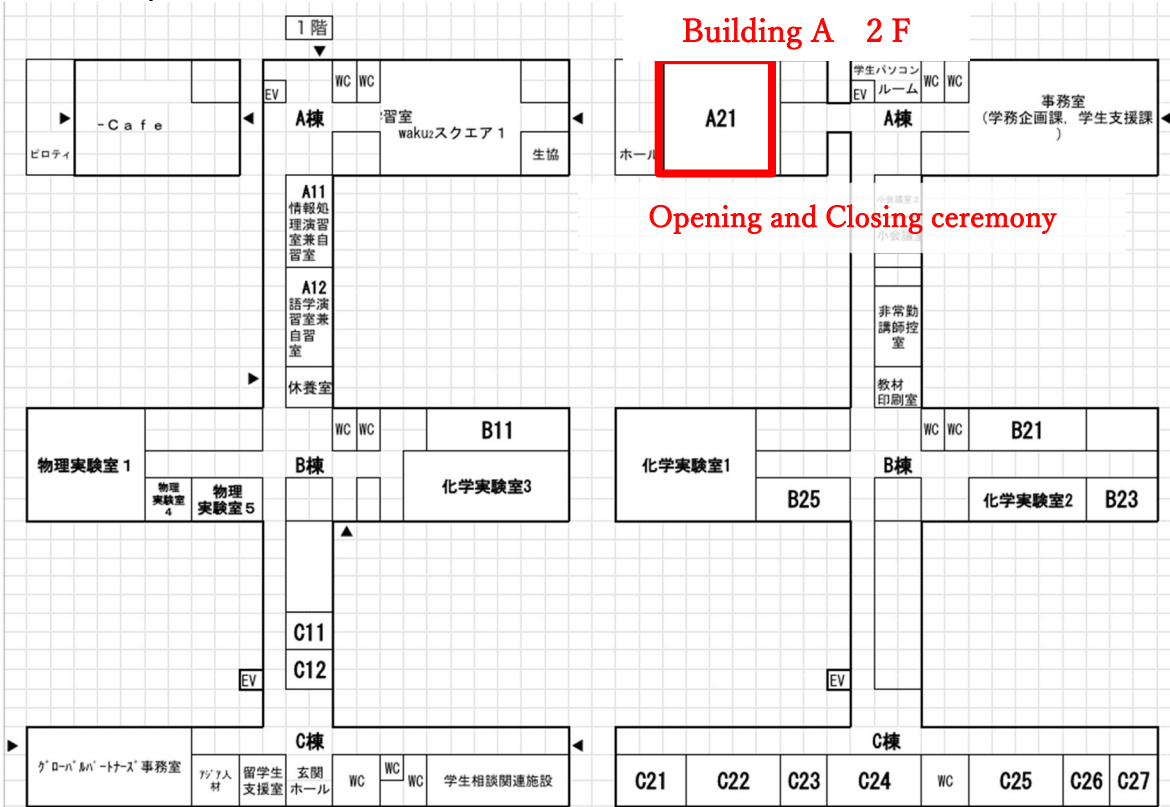 1階
Building A　2 F
WC WC
EV
A棟
-Cafe
ピロティ
習室
waku2スクエア1
生協
A21
ホール
学生パソコン
ルーム
EV
WC WC
A棟
事務室
(学務企画課，学生支援課
)
Opening and Closing ceremony
A11
情報処
理演習
室兼自
習室
A12
語学演
習室兼
自習
室
休養室
小会議室2
小会議室
非常勤
講師控
室
教材
印刷室
物理実験室1
物理
実験室
4
物理
実験室5
WC WC
B棟
B11
化学実験室3
化学実験室1
B25
WC WC
B棟
B21
化学実験室2
B23
C11
C12
EV
EV
C棟
グローバルパートナーズ事務室
アジア人
材
留学生
支援室
玄関
ホール
WC
WC
WC
学生相談関連施設
C棟
C21
C22
C23
C24
WC
C25
C26
C27